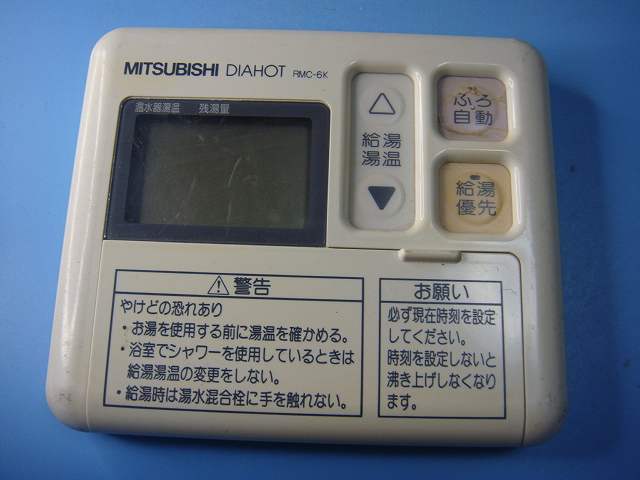 MITSUBISHI DIAHOT RMC-6K
温水器湯温 残湯量
給湯
湯温
ふろ
自動
給湯
優先
⚠警告
やけどの恐れあり
・お湯を使用する前に湯温を確かめる。
・浴室でシャワーを使用しているときは
給湯湯温の変更をしない。
・給湯時は湯水混合栓に手を触れない。
お願い
必ず現在時刻を設定
してください。
時刻を設定しないと
沸き上げしなくなり
ます。